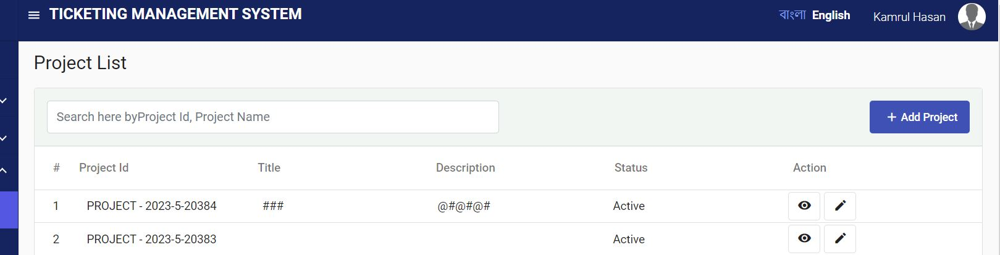 TICKETING MANAGEMENT SYSTEM
বাংলা English Kamrul Hasan
Project List
Search here byProject Id, Project Name
+ Add Project
# Project Id Title Description Status Action
1 PROJECT - 2023-5-20384 ### @#@#@# Active
2 PROJECT - 2023-5-20383 Active